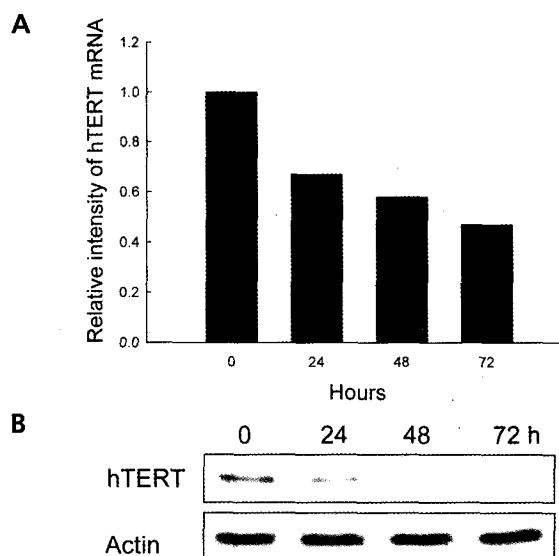 A
Relative intensity of hTERT mRNA
1.2
1.0
0.8
0.6
0.4
0.2
0.0
0 24 48 72
Hours
B
0 24 48 72 h
hTERT
Actin